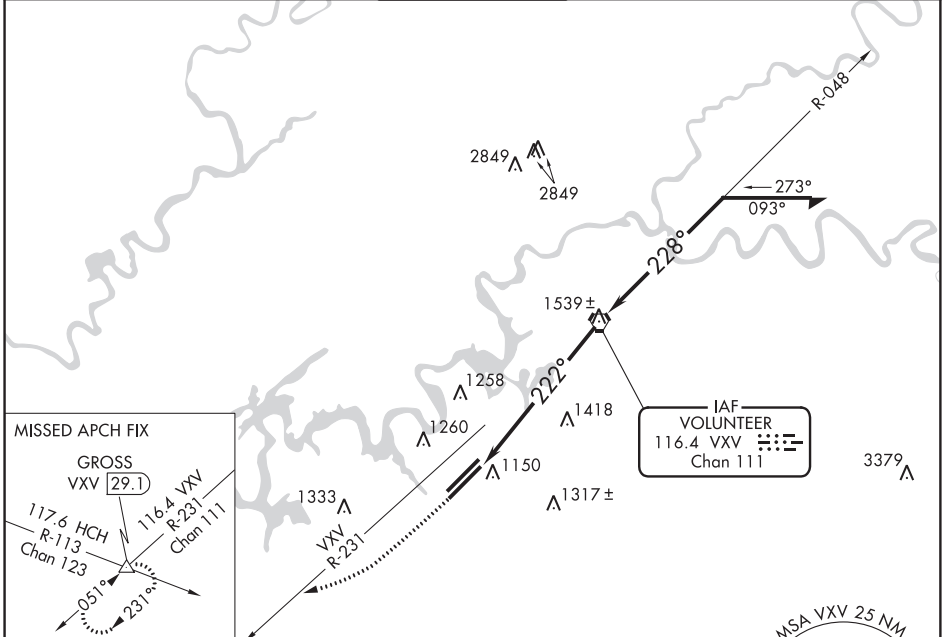 R-048
2849
2849
273°
093°
228°
1539±
222°
1258
1418
1260
IAF
VOLUNTEER
116.4 VXV
Chan 111
3379
1150
1333
1317±
VXV
R-231
MISSED APCH FIX
GROSS
VXV 29.1
117.6 HCH
R-113
Chan 123
116.4 VXV
R-231
Chan 111
051°
231°
MSA VXV 25 NM